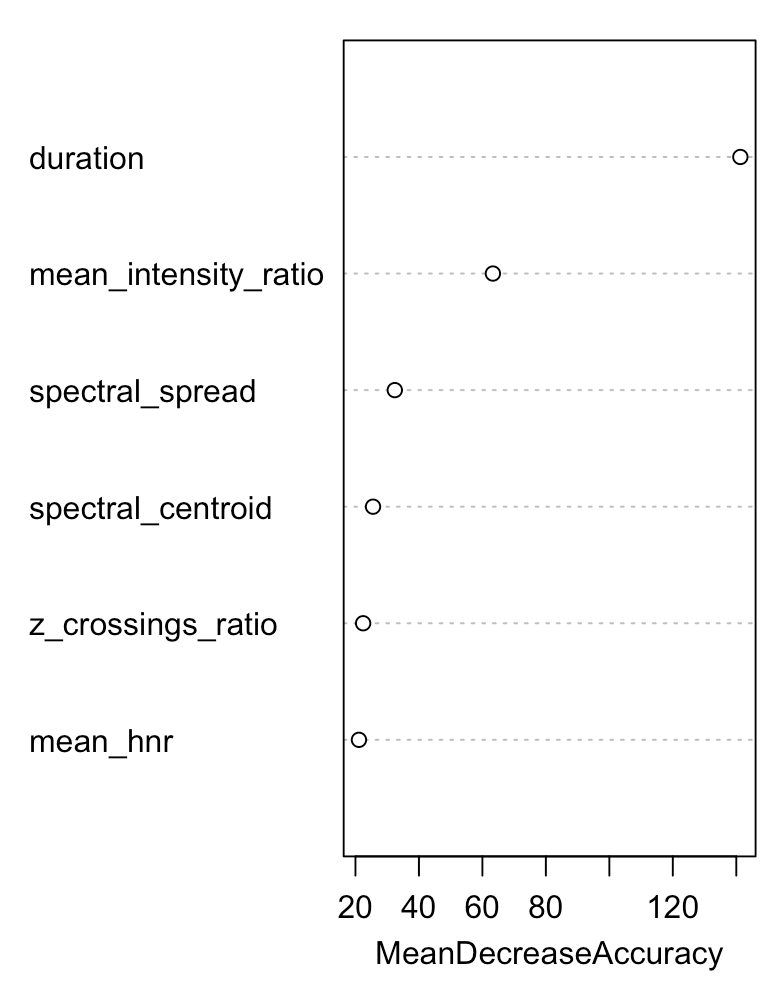 duration
mean_intensity_ratio
spectral_spread
spectral_centroid
z_crossings_ratio
mean_hnr
20 40 60 80 120
MeanDecreaseAccuracy